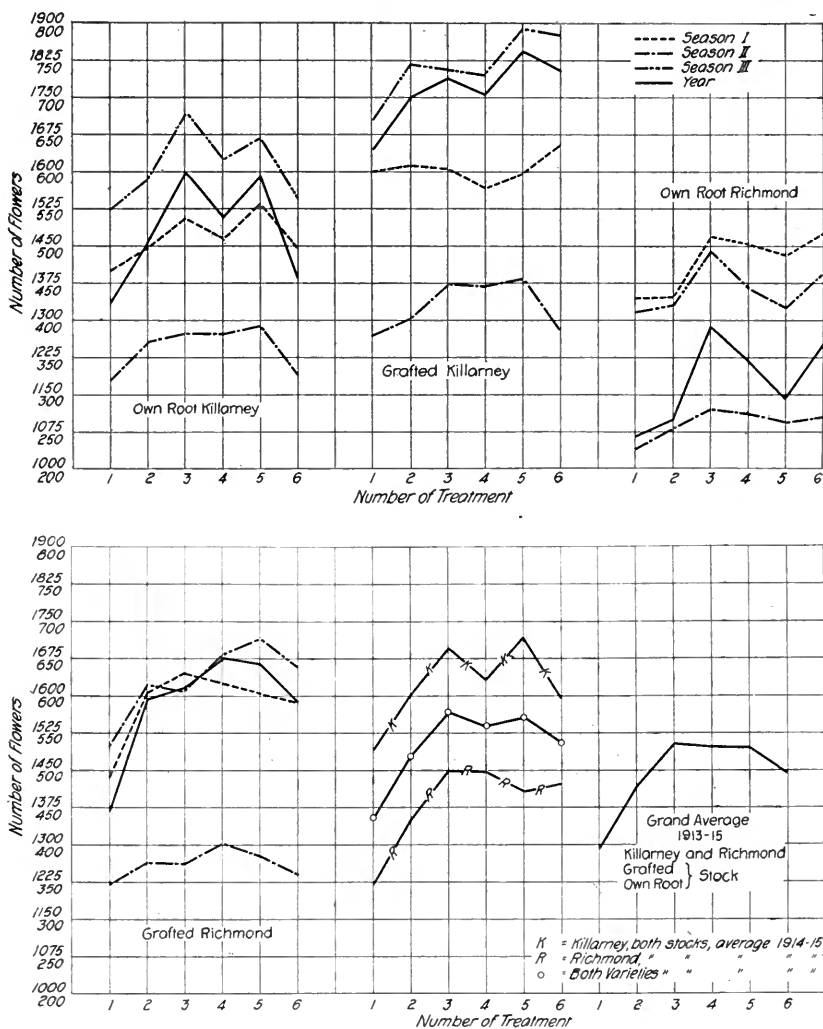 1900
800
1825
750
1750
700
1675
650
1600
600
1525
550
1450
500
1375
450
1300
400
1225
350
1150
300
1075
250
1000
200
Number of Flowers
Season I
Season II
Season III
Year
Own Root Killarney
Grafted Killarney
Own Root Richmond
1 2 3 4 5 6 1 2 3 4 5 6 1 2 3 4 5 6
Number of Treatment
1900
800
1825
750
1750
700
1675
650
1600
600
1525
550
1450
500
1375
450
1300
400
1225
350
1150
300
1075
250
1000
200
Number of Flowers
K K K K K
R R R R
Grafted Richmond
Grand Average
1913-15
Killarney and Richmond
Grafted
Own Root } Stock
K = Killarney, both stocks, average 1914-15
R = Richmond, " " " " "
o = Both Varieties " " " " "
1 2 3 4 5 6 1 2 3 4 5 6 1 2 3 4 5 6
Number of Treatment